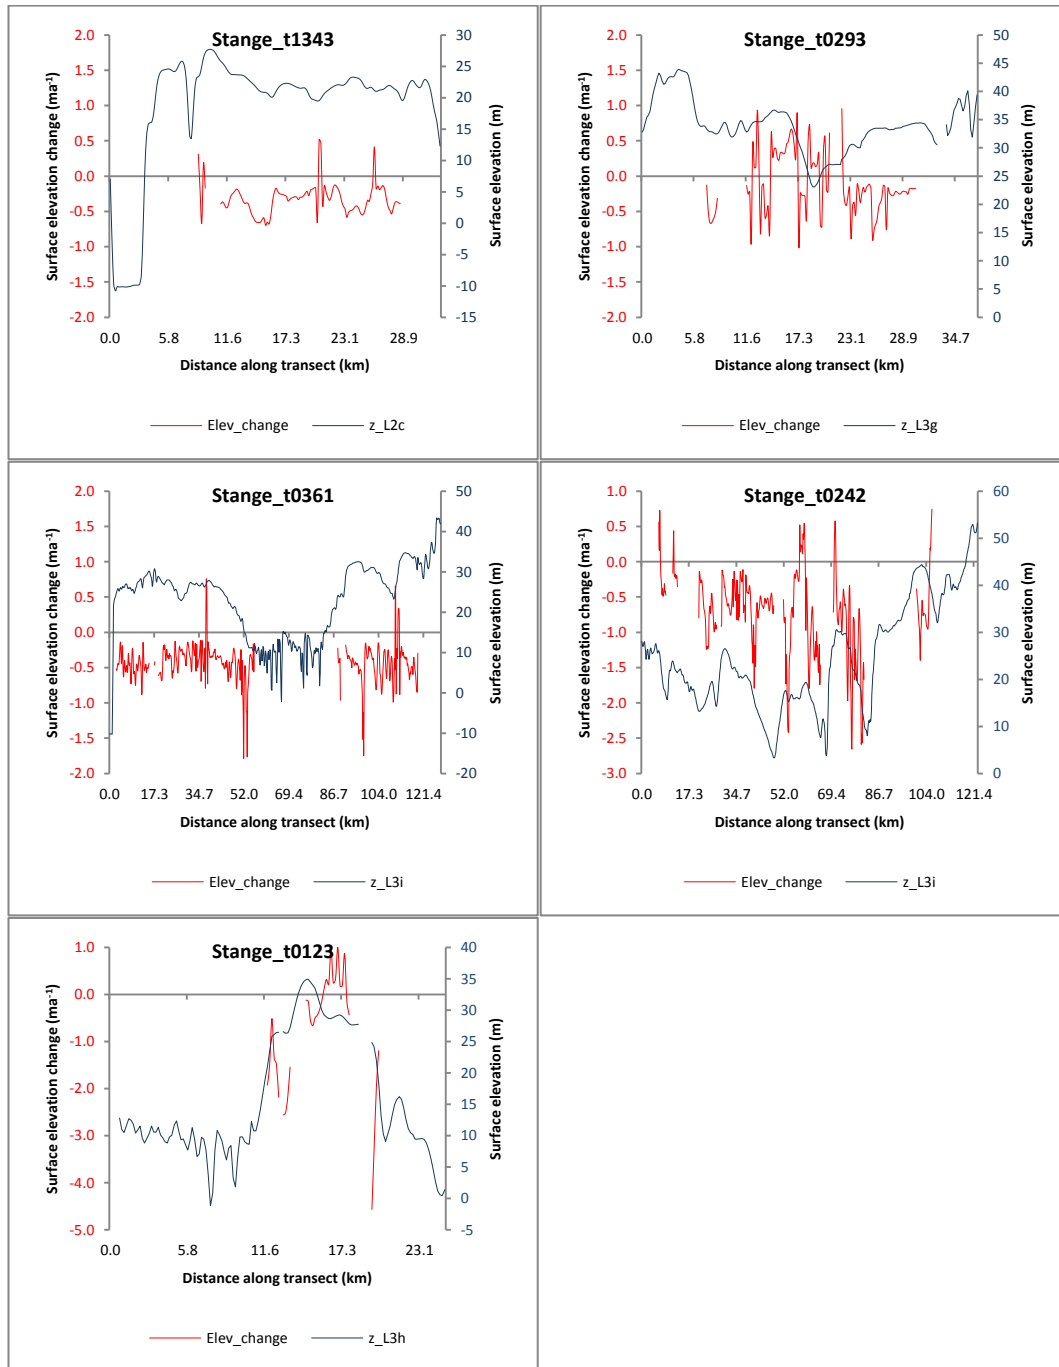 Stange_t1343
2.0
1.5
1.0
0.5
0.0
-0.5
-1.0
-1.5
-2.0
Surface elevation change (ma⁻¹)
30
25
20
15
10
5
0
-5
-10
-15
Surface elevation (m)
0.0 5.8 11.6 17.3 23.1 28.9
Distance along transect (km)
Elev_change z_L2c
Stange_t0293
2.0
1.5
1.0
0.5
0.0
-0.5
-1.0
-1.5
-2.0
Surface elevation change (ma⁻¹)
50
45
40
35
30
25
20
15
10
5
0
Surface elevation (m)
0.0 5.8 11.6 17.3 23.1 28.9 34.7
Distance along transect (km)
Elev_change z_L3g
Stange_t0361
2.0
1.5
1.0
0.5
0.0
-0.5
-1.0
-1.5
-2.0
Surface elevation change (ma⁻¹)
50
40
30
20
10
0
-10
-20
Surface elevation (m)
0.0 17.3 34.7 52.0 69.4 86.7 104.0 121.4
Distance along transect (km)
Elev_change z_L3i
Stange_t0242
1.0
0.5
0.0
-0.5
-1.0
-1.5
-2.0
-2.5
-3.0
Surface elevation change (ma⁻¹)
60
50
40
30
20
10
0
Surface elevation (m)
0.0 17.3 34.7 52.0 69.4 86.7 104.0 121.4
Distance along transect (km)
Elev_change z_L3i
Stange_t0123
1.0
0.0
-1.0
-2.0
-3.0
-4.0
-5.0
Surface elevation change (ma⁻¹)
40
35
30
25
20
15
10
5
0
-5
Surface elevation (m)
0.0 5.8 11.6 17.3 23.1
Distance along transect (km)
Elev_change z_L3h